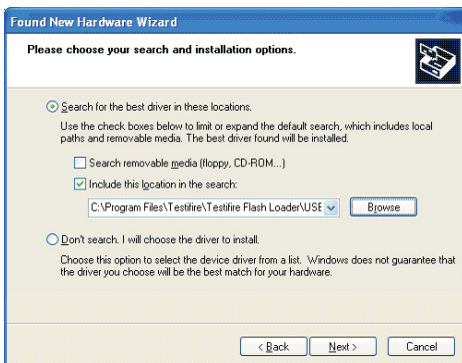 Found New Hardware Wizard
Please choose your search and installation options.
Search for the best driver in these locations.
Use the check boxes below to limit or expand the default search, which includes local
paths and removable media. The best driver found will be installed.
Search removable media (floppy, CD-ROM...)
Include this location in the search:
C:\Program Files\Testifire\Testifire Flash Loader\USE
Browse
Don't search. I will choose the driver to install.
Choose this option to select the device driver from a list. Windows does not guarantee that
the driver you choose will be the best match for your hardware.
< Back
Next >
Cancel